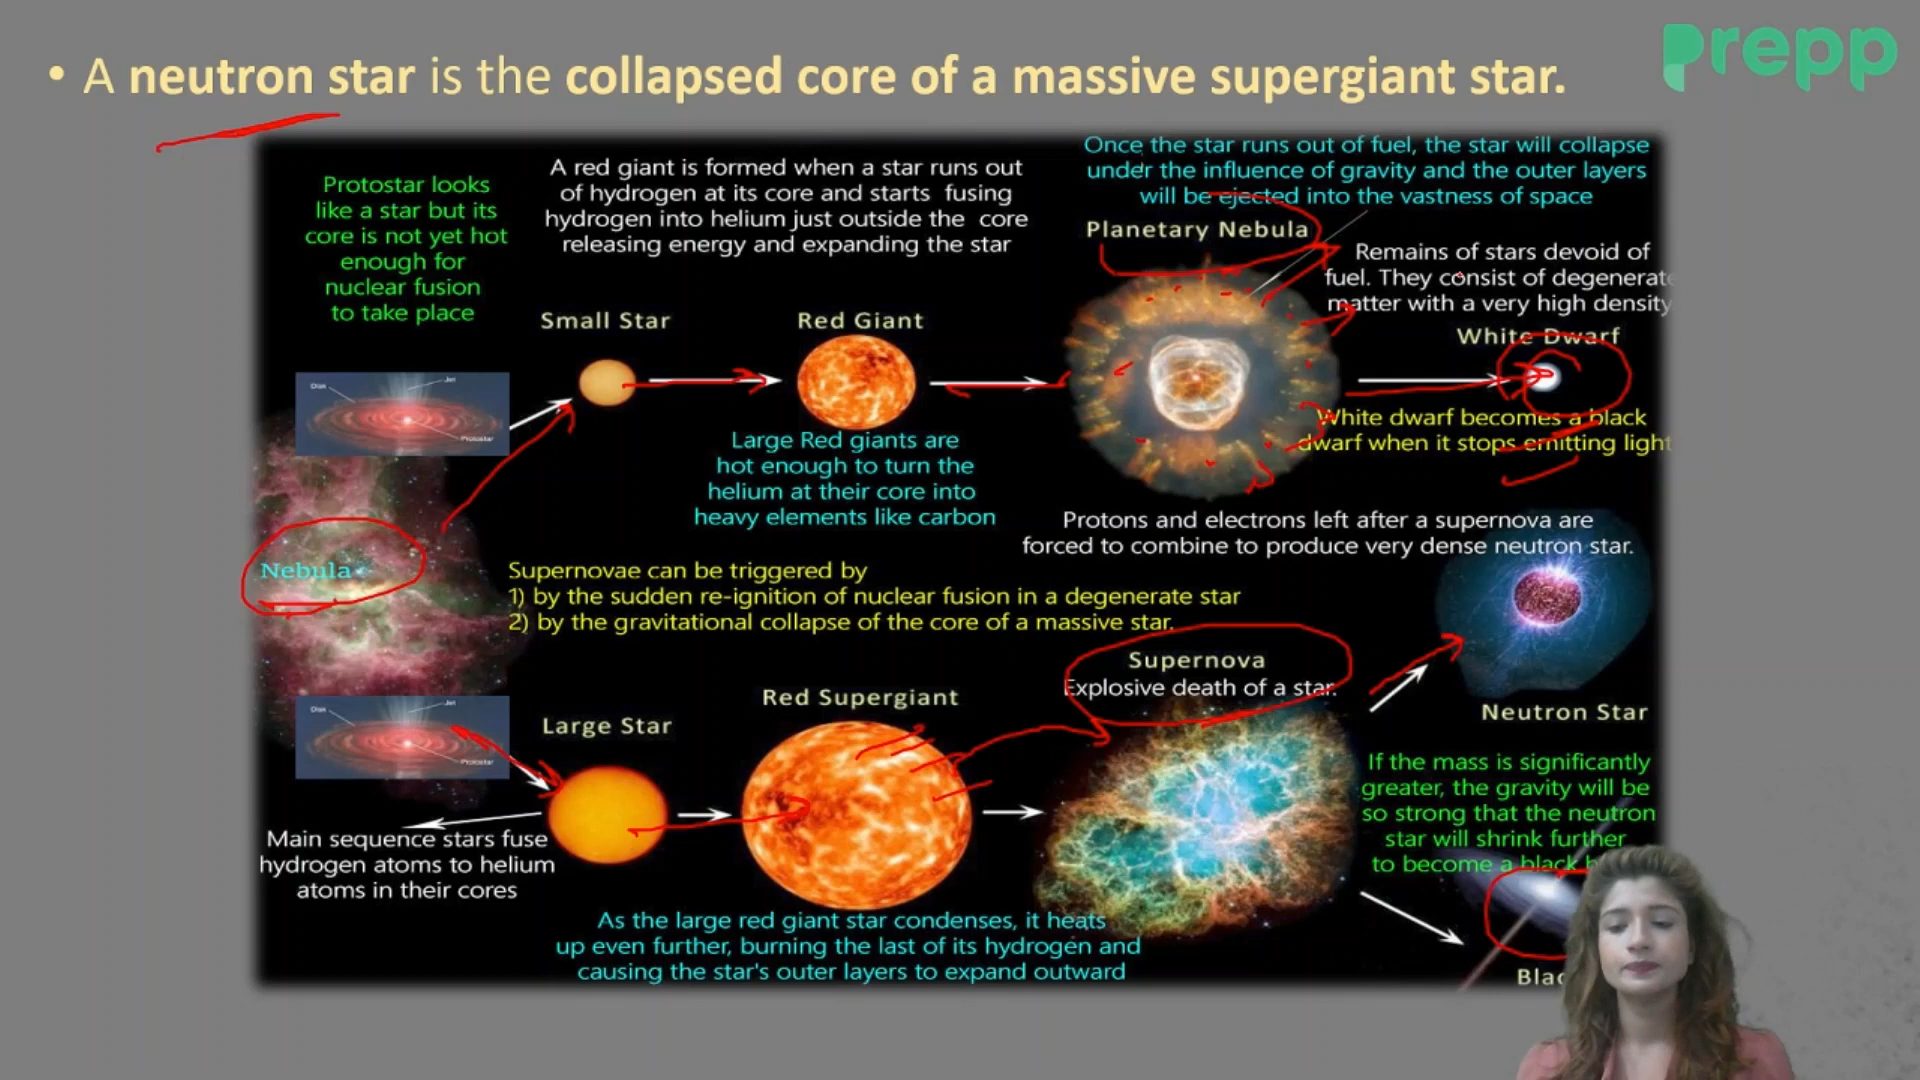 • A neutron star is the collapsed core of a massive supergiant star.
prepp
Protostar looks
like a star but its
core is not yet hot
enough for
nuclear fusion
to take place
A red giant is formed when a star runs out
of hydrogen at its core and starts fusing
hydrogen into helium just outside the core
releasing energy and expanding the star
Once the star runs out of fuel, the star will collapse
under the influence of gravity and the outer layers
will be ejected into the vastness of space
Planetary Nebula
Remains of stars devoid of
fuel. They consist of degenerate
matter with a very high density
Small Star
Red Giant
White Dwarf
Disk
Jet
Protostar
White dwarf becomes a black
dwarf when it stops emitting light
Large Red giants are
hot enough to turn the
helium at their core into
heavy elements like carbon
Protons and electrons left after a supernova are
forced to combine to produce very dense neutron star.
Nebula
Supernovae can be triggered by
1) by the sudden re-ignition of nuclear fusion in a degenerate star
2) by the gravitational collapse of the core of a massive star.
Supernova
Explosive death of a star.
Red Supergiant
Large Star
Neutron Star
Disk
Jet
Protostar
If the mass is significantly
greater, the gravity will be
so strong that the neutron
star will shrink further
to become a black
Main sequence stars fuse
hydrogen atoms to helium
atoms in their cores
As the large red giant star condenses, it heats
up even further, burning the last of its hydrogen and
causing the star's outer layers to expand outward